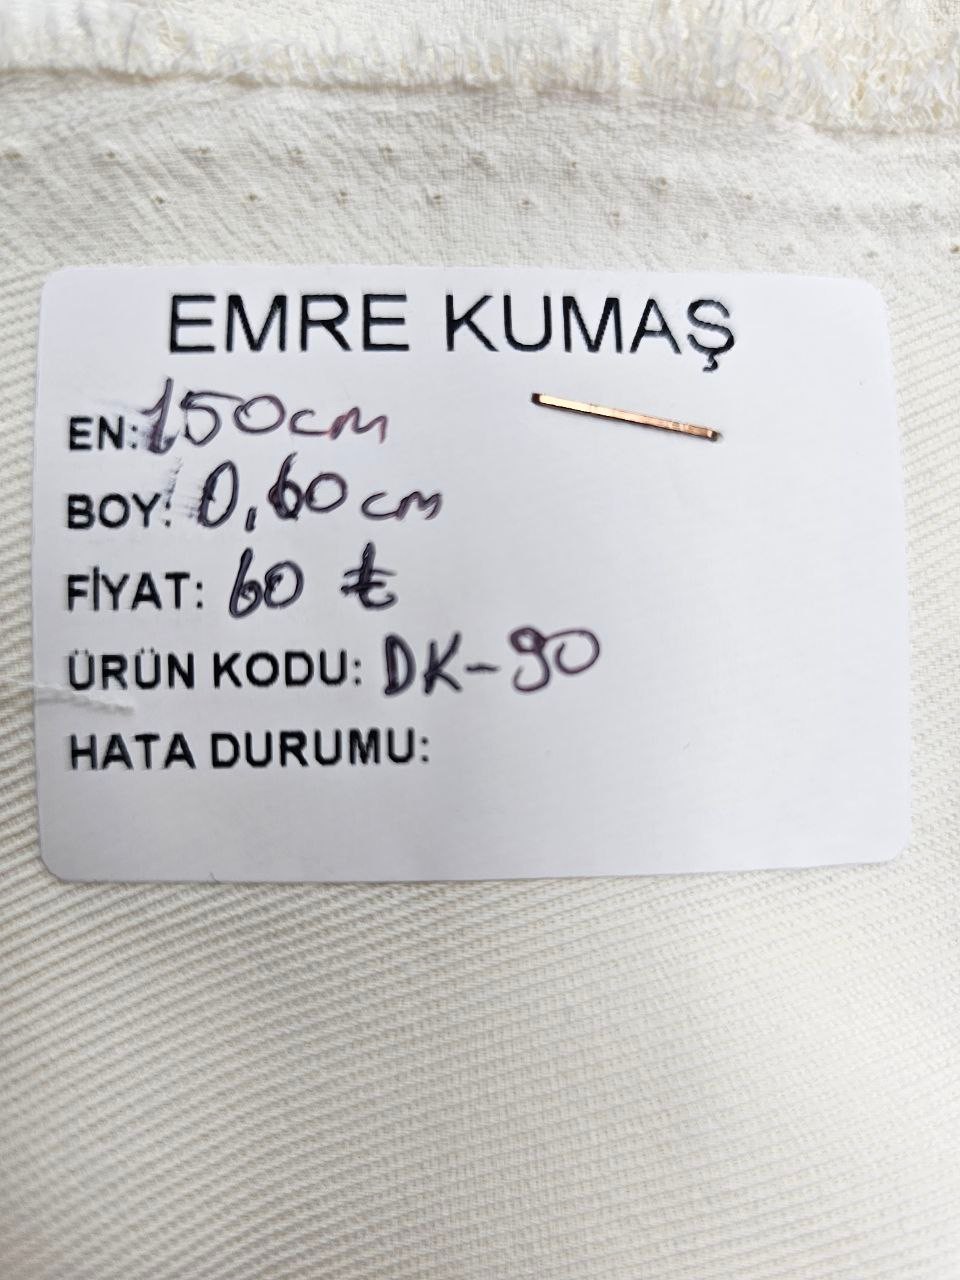 EMRE KUMAŞ
EN: 150cm
BOY: 0,60 cm
FİYAT: 60 ₺
ÜRÜN KODU: DK-90
HATA DURUMU: